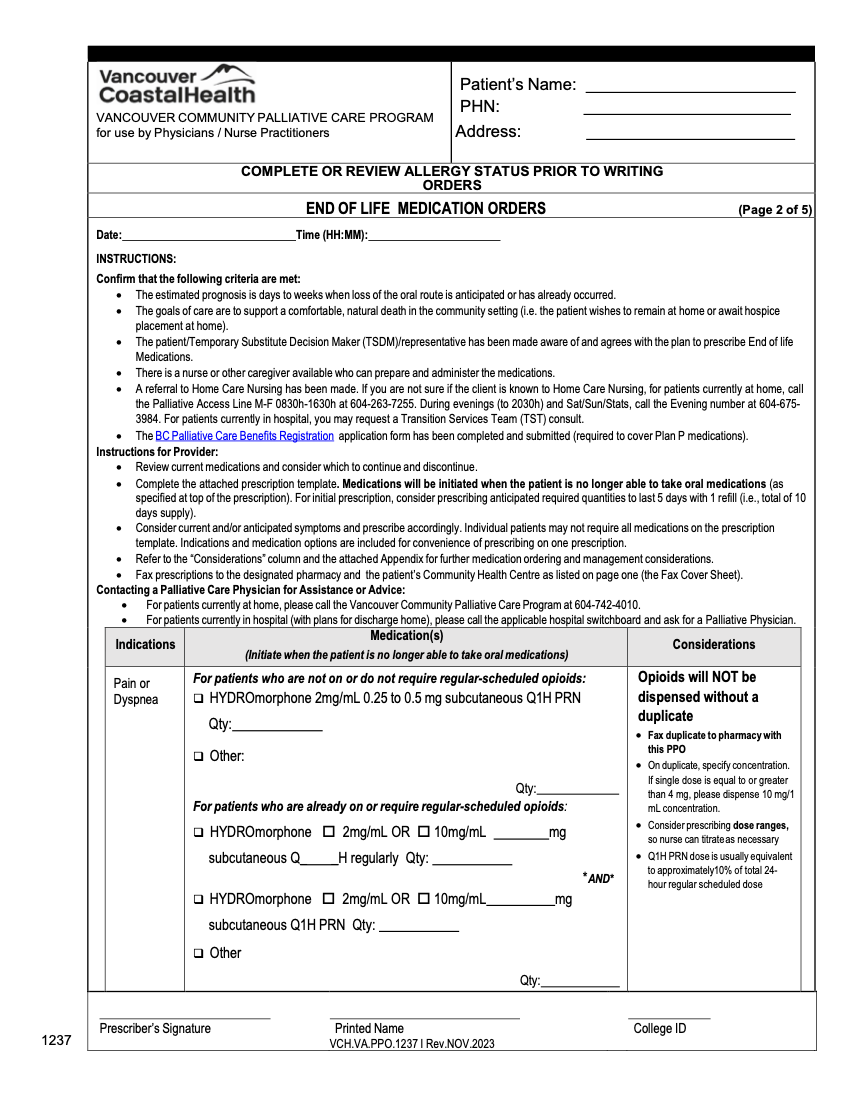 Vancouver
CoastalHealth
VANCOUVER COMMUNITY PALLIATIVE CARE PROGRAM
for use by Physicians / Nurse Practitioners
Patient's Name: ____________________
PHN: ____________________
Address: ____________________
COMPLETE OR REVIEW ALLERGY STATUS PRIOR TO WRITING
ORDERS
END OF LIFE MEDICATION ORDERS
(Page 2 of 5)
Date:____________________Time (HH:MM):____________________
INSTRUCTIONS:
Confirm that the following criteria are met:
• The estimated prognosis is days to weeks when loss of the oral route is anticipated or has already occurred.
• The goals of care are to support a comfortable, natural death in the community setting (i.e. the patient wishes to remain at home or await hospice
placement at home).
• The patient/Temporary Substitute Decision Maker (TSDM)/representative has been made aware of and agrees with the plan to prescribe End of life
Medications.
• There is a nurse or other caregiver available who can prepare and administer the medications.
• A referral to Home Care Nursing has been made. If you are not sure if the client is known to Home Care Nursing, for patients currently at home, call
the Palliative Access Line M-F 0830h-1630h at 604-263-7255. During evenings (to 2030h) and Sat/Sun/Stats, call the Evening number at 604-675-
3984. For patients currently in hospital, you may request a Transition Services Team (TST) consult.
• The BC Palliative Care Benefits Registration application form has been completed and submitted (required to cover Plan P medications).
Instructions for Provider:
• Review current medications and consider which to continue and discontinue.
• Complete the attached prescription template. Medications will be initiated when the patient is no longer able to take oral medications (as
specified at top of the prescription). For initial prescription, consider prescribing anticipated required quantities to last 5 days with 1 refill (i.e., total of 10
days supply).
• Consider current and/or anticipated symptoms and prescribe accordingly. Individual patients may not require all medications on the prescription
template. Indications and medication options are included for convenience of prescribing on one prescription.
• Refer to the “Considerations” column and the attached Appendix for further medication ordering and management considerations.
• Fax prescriptions to the designated pharmacy and the patient's Community Health Centre as listed on page one (the Fax Cover Sheet).
Contacting a Palliative Care Physician for Assistance or Advice:
• For patients currently at home, please call the Vancouver Community Palliative Care Program at 604-742-4010.
• For patients currently in hospital (with plans for discharge home), please call the applicable hospital switchboard and ask for a Palliative Physician.
Indications
Medication(s)
(Initiate when the patient is no longer able to take oral medications)
Considerations
Pain or
Dyspnea
For patients who are not on or do not require regular-scheduled opioids:
❑ HYDROmorphone 2mg/mL 0.25 to 0.5 mg subcutaneous Q1H PRN
Qty:____________
❑ Other:
Qty:___________
For patients who are already on or require regular-scheduled opioids:
❑ HYDROmorphone ☐ 2mg/mL OR ☐ 10mg/mL _______mg
subcutaneous Q_____H regularly Qty: __________
*AND*
❑ HYDROmorphone ☐ 2mg/mL OR ☐ 10mg/mL_________mg
subcutaneous Q1H PRN Qty: __________
❑ Other
Qty:__________
Opioids will NOT be
dispensed without a
duplicate
• Fax duplicate to pharmacy with
this PPO
• On duplicate, specify concentration.
If single dose is equal to or greater
than 4 mg, please dispense 10 mg/1
mL concentration.
• Consider prescribing dose ranges,
so nurse can titrate as necessary
• Q1H PRN dose is usually equivalent
to approximately10% of total 24-
hour regular scheduled dose
Prescriber's Signature
Printed Name
College ID
VCH.VA.PPO.1237 I Rev.NOV.2023
1237